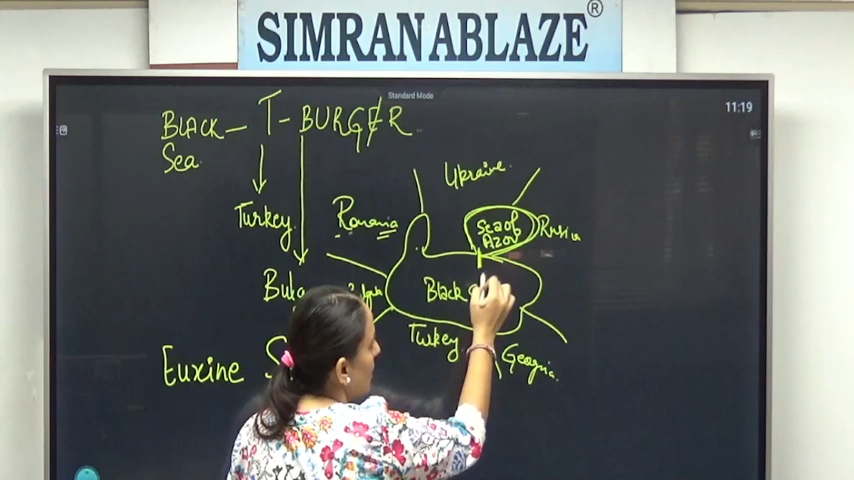 SIMRAN ABLAZE®
Standard Mode
11:19
BLACK – T – BURGER
Sea
Ukraine
Turkey
Romania
Sea of
Azov
Russia
Black
Turkey
Georgia
Euxine